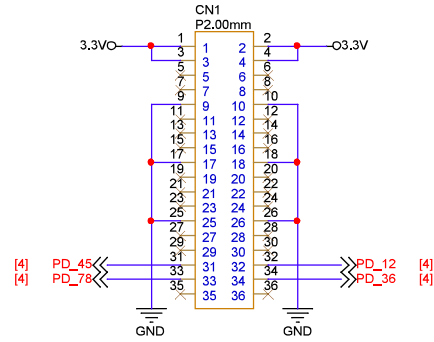 CN1
P2.00mm
3.3V 1 1 2 2 3.3V
3 3 4 4
5 5 6 6
7 7 8 8
9 9 10 10
11 11 12 12
13 13 14 14
15 15 16 16
17 17 18 18
19 19 20 20
21 21 22 22
23 23 24 24
25 25 26 26
27 27 28 28
29 29 30 30
[4] PD_45 31 31 32 32 PD_12 [4]
[4] PD_78 33 33 34 34 PD_36 [4]
35 35 36 36
GND GND